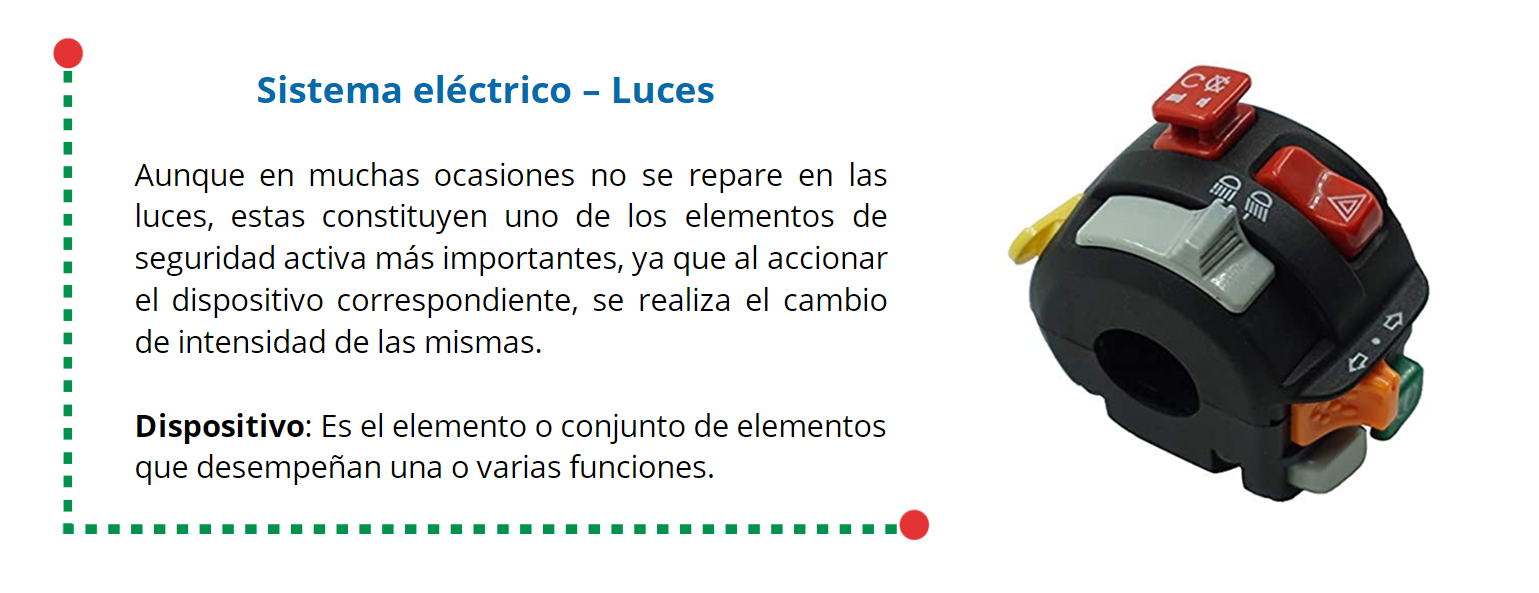 Sistema eléctrico – Luces
Aunque en muchas ocasiones no se repare en las
luces, estas constituyen uno de los elementos de
seguridad activa más importantes, ya que al accionar
el dispositivo correspondiente, se realiza el cambio
de intensidad de las mismas.
Dispositivo: Es el elemento o conjunto de elementos
que desempeñan una o varias funciones.